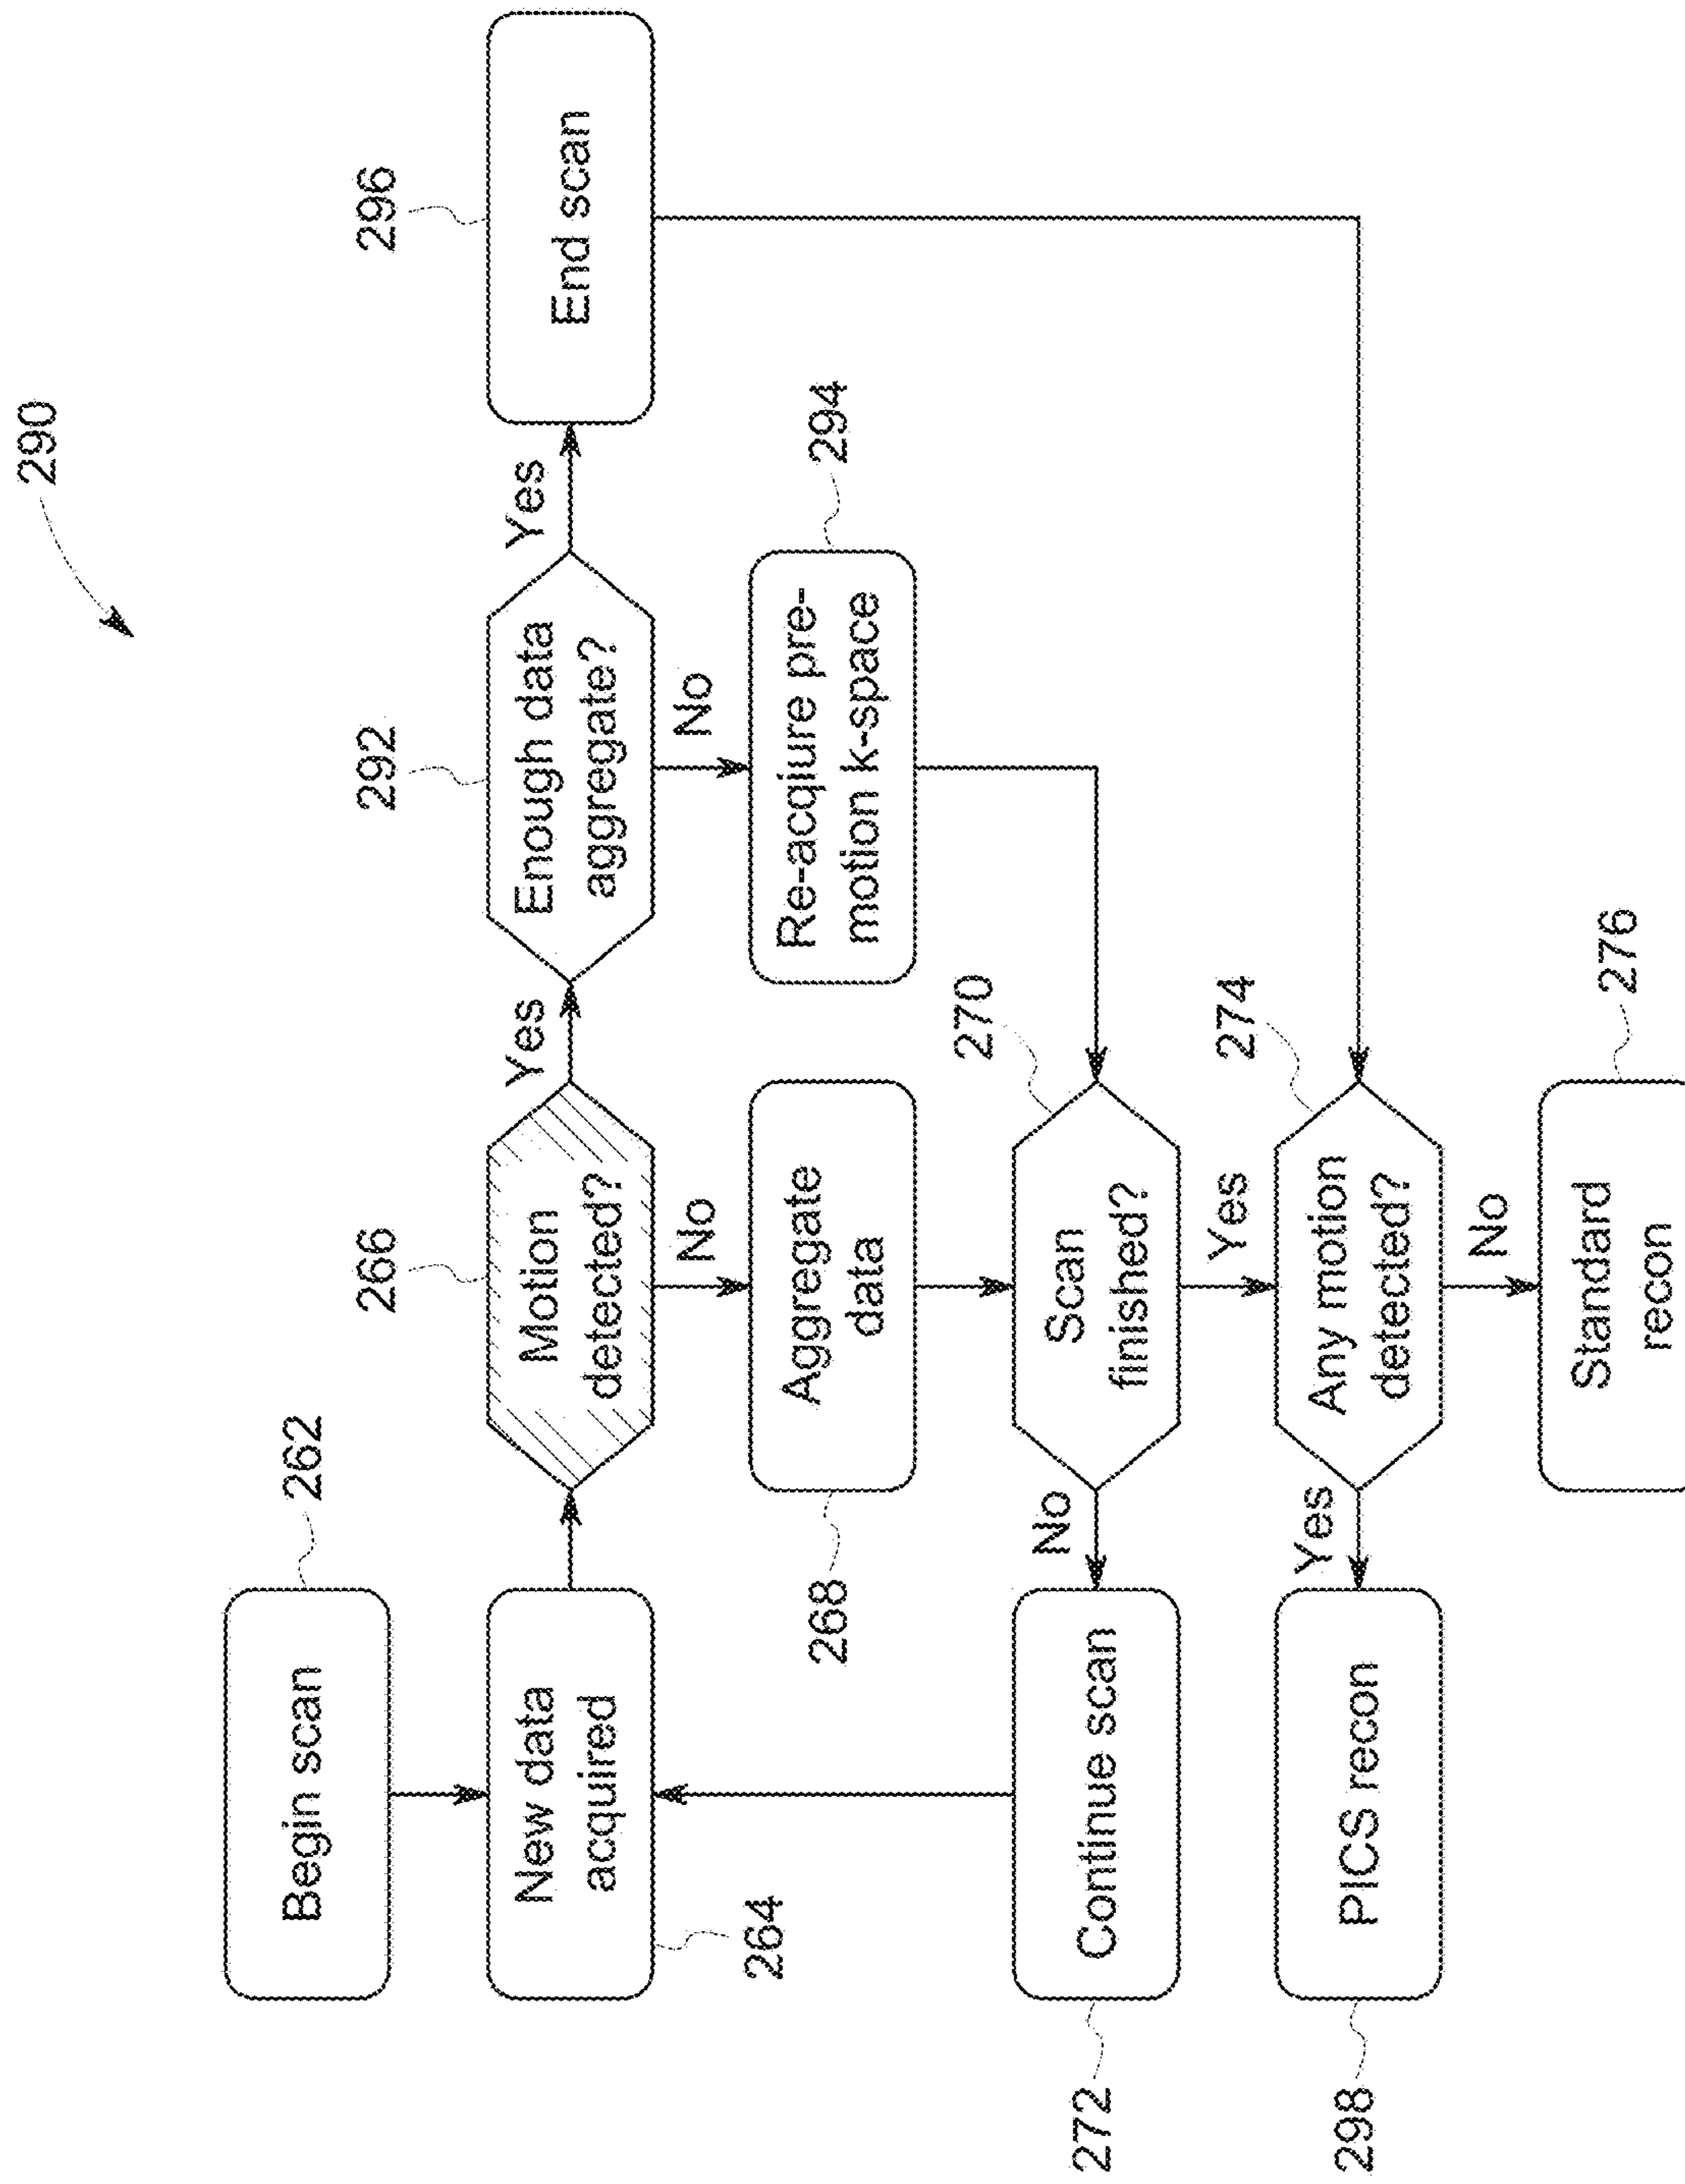 290
Begin scan
262
New data
acquired
264
Motion
detected?
266
Yes
Enough data
aggregate?
292
Yes
End scan
296
No
Aggregate
data
268
No
Re-acqiure pre-
motion k-space
294
Continue scan
272
No
Scan
finished?
270
Yes
PICS recon
298
Yes
Any motion
detected?
274
No
Standard
recon
276